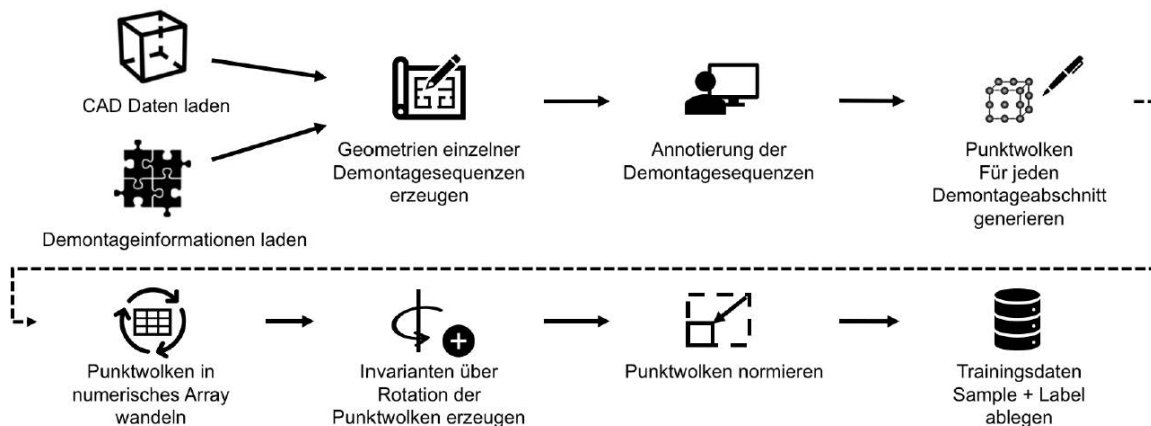 CAD Daten laden
Demontageinformationen laden
Geometrien einzelner
Demontagesequenzen
erzeugen
Annotierung der
Demontagesequenzen
Punktwolken
Für jeden
Demontageabschnitt
generieren
Punktwolken in
numerisches Array
wandeln
Invarianten über
Rotation der
Punktwolken erzeugen
Punktwolken normieren
Trainingsdaten
Sample + Label
ablegen